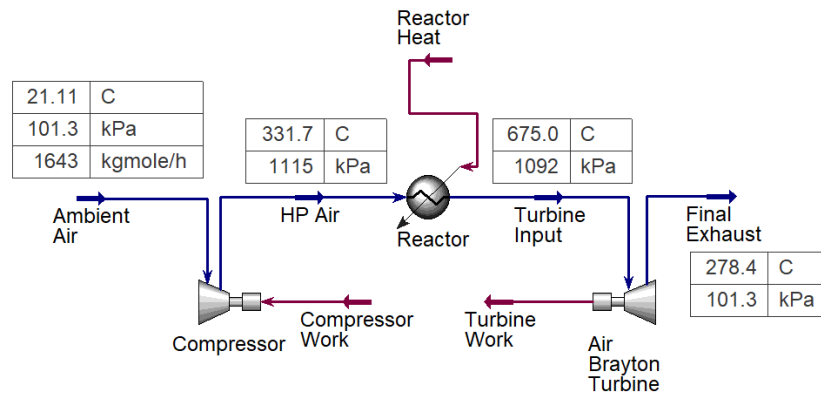 Reactor
Heat
21.11 C
101.3 kPa
1643 kgmole/h
331.7 C
1115 kPa
675.0 C
1092 kPa
Ambient
Air
HP Air
Reactor
Turbine
Input
Final
Exhaust
278.4 C
101.3 kPa
Compressor
Compressor
Work
Turbine
Work
Air
Brayton
Turbine